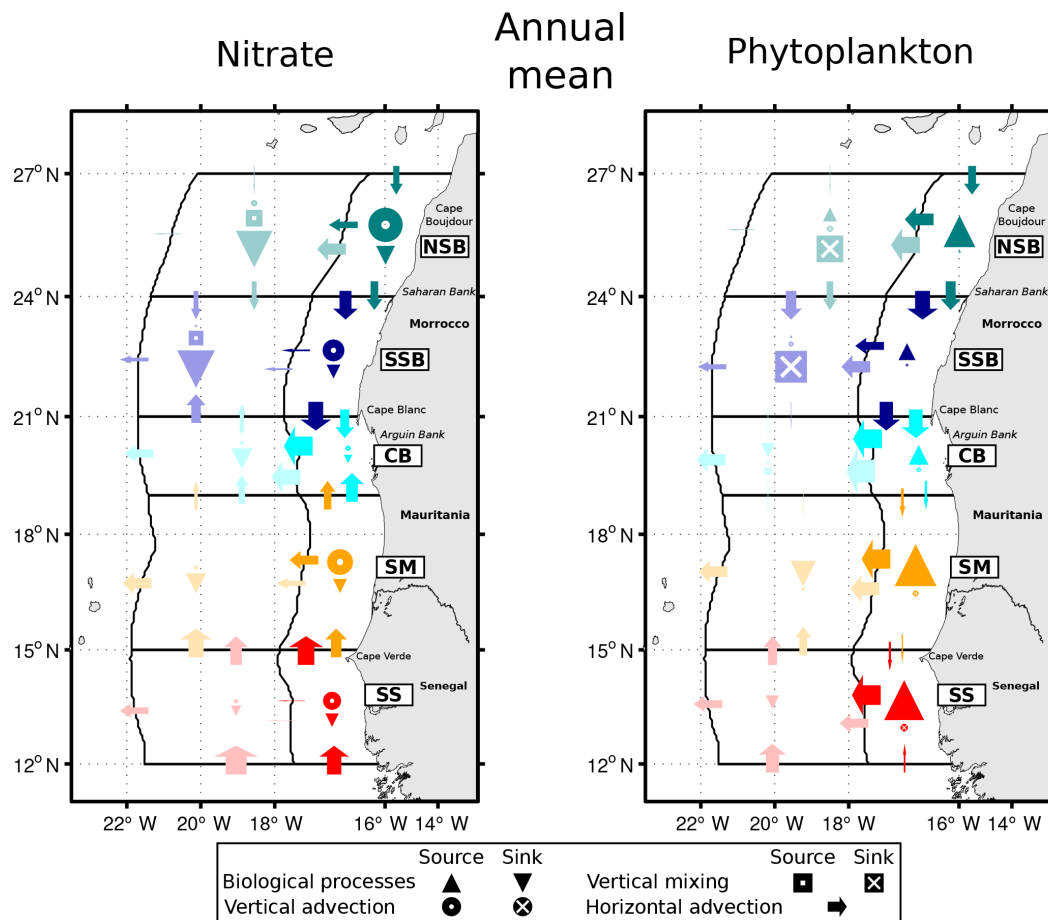 Nitrate
Annual
mean
Phytoplankton
22° W 20° W 18° W 16° W 14° W
27° N
24° N
21° N
18° N
15° N
12° N
Cape
Boujdour
NSB
Saharan Bank
Morrocco
SSB
Cape Blanc
Arguin Bank
CB
Mauritania
SM
Cape Verde
SS
Senegal
27° N
24° N
21° N
18° N
15° N
12° N
Cape
Boujdour
NSB
Saharan Bank
Morrocco
SSB
Cape Blanc
Arguin Bank
CB
Mauritania
SM
Cape Verde
SS
Senegal
22° W 20° W 18° W 16° W 14° W
Source Sink Source Sink
Biological processes Vertical mixing
Vertical advection Horizontal advection